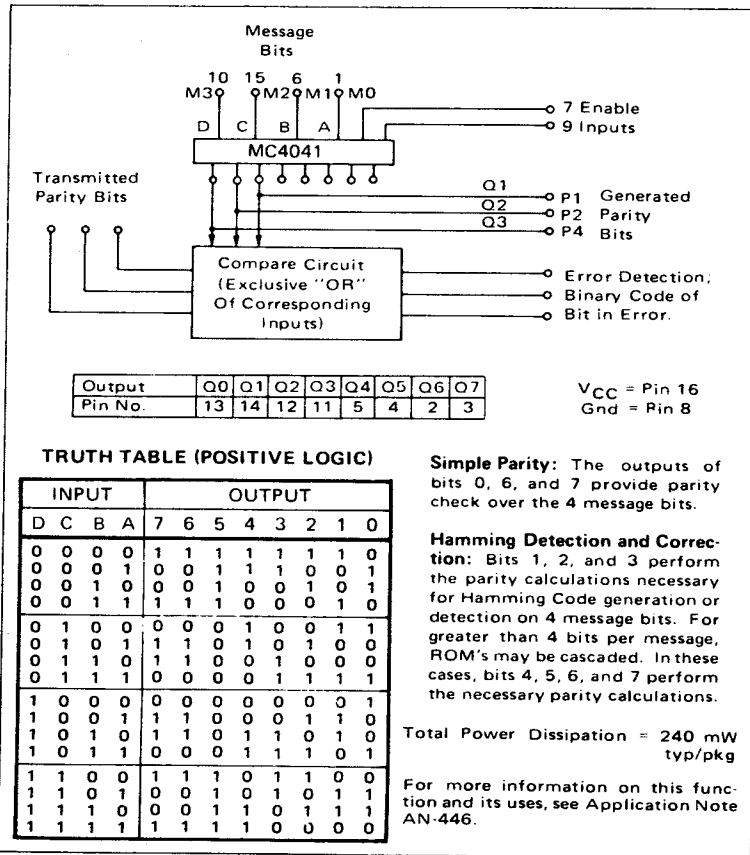 Message
Bits
10 15 6 1
M3 M2 M1 M0
D C B A
7 Enable
9 Inputs
MC4041
Transmitted
Parity Bits
Q1
Q2
Q3
P1 Generated
P2 Parity
P4 Bits
Compare Circuit
(Exclusive "OR"
Of Corresponding
Inputs)
Error Detection;
Binary Code of
Bit in Error.
Output Q0 Q1 Q2 Q3 Q4 Q5 Q6 Q7
Pin No. 13 14 12 11 5 4 2 3
VCC = Pin 16
Gnd = Pin 8
TRUTH TABLE (POSITIVE LOGIC)
INPUT OUTPUT
D C B A 7 6 5 4 3 2 1 0
0 0 0 0 1 1 1 1 1 1 1 0
0 0 0 1 0 0 1 1 1 0 0 1
0 0 1 0 0 0 1 0 0 1 0 1
0 0 1 1 1 1 1 0 0 0 1 0
0 1 0 0 0 0 0 1 0 0 1 1
0 1 0 1 1 1 0 1 0 1 0 0
0 1 1 0 1 1 0 0 1 0 0 0
0 1 1 1 0 0 0 0 1 1 1 1
1 0 0 0 0 0 0 0 0 0 0 1
1 0 0 1 1 1 0 0 0 1 1 0
1 0 1 0 1 1 0 1 1 0 1 0
1 0 1 1 0 0 0 1 1 1 0 1
1 1 0 0 1 1 1 0 1 1 0 0
1 1 0 1 0 0 1 0 1 0 1 1
1 1 1 0 0 0 1 1 0 1 1 1
1 1 1 1 1 1 1 1 0 0 0 0
Simple Parity: The outputs of
bits 0, 6, and 7 provide parity
check over the 4 message bits.
Hamming Detection and Correc-
tion: Bits 1, 2, and 3 perform
the parity calculations necessary
for Hamming Code generation or
detection on 4 message bits. For
greater than 4 bits per message,
ROM's may be cascaded. In these
cases, bits 4, 5, 6, and 7 perform
the necessary parity calculations.
Total Power Dissipation = 240 mW
typ/pkg
For more information on this func-
tion and its uses, see Application Note
AN-446.